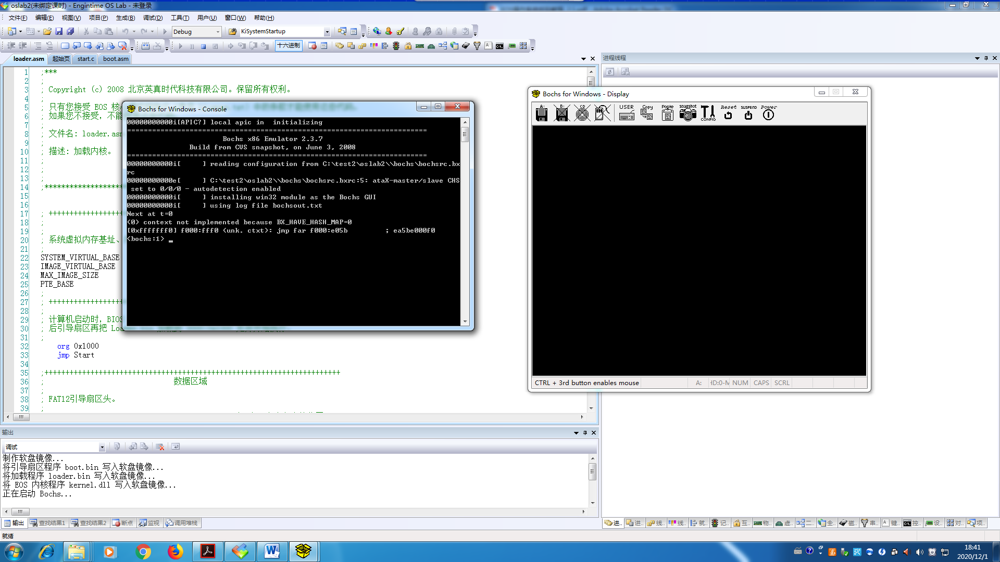 oslab2(未绑定课时) - Engintime OS Lab - 未登录
文件(F) 编辑(E) 视图(V) 项目(P) 生成(B) 调试(D) 工具(T) 用户(U) 窗口(W) 帮助(H)
Debug KiSystemStartup
十六进制
loader.asm 起始页 start.c boot.asm
1 ;***
2 ;
3 ; Copyright (c) 2008 北京英真时代科技有限公司。保留所有权利。
4 ;
5 ; 只有您接受 EOS 核
6 ; 如果您不接受，不能
7 ;
8 ; 文件名: loader.asm
9 ;
10 ; 描述: 加载内核。
11 ;
12 ;
13 ;
14 ;*******************
15
16
17 ; ++++++++++++++++++
18 ;
19 ;
20 ; 系统虚拟内存基址、
21 ;
22 SYSTEM_VIRTUAL_BASE
23 IMAGE_VIRTUAL_BASE
24 MAX_IMAGE_SIZE
25 PTE_BASE
26 ;
27 ; ++++++++++++++++++
28 ;
29 ; 计算机启动时，BIOS
30 ; 后引导扇区再把
31 ;
32 org 0x1000
33 jmp Start
34
35 ;+++++++++++++++++++++++++++++++++++++++++++++++++++++++++++++++++++++++
36 ; 数据区域
37 ;
38 ; FAT12引导扇区头。
39 ;
Bochs for Windows - Console
00000000000i[APIC?] local apic in  initializing
========================================================================
Bochs x86 Emulator 2.3.7
Build from CVS snapshot, on June 3, 2008
========================================================================
00000000000i[     ] reading configuration from C:\test2\oslab2\\bochs\bochsrc.bx
rc
00000000000e[     ] C:\test2\oslab2\\bochs\bochsrc.bxrc:5: ataX-master/slave CHS
 set to 0/0/0 - autodetection enabled
00000000000i[     ] installing win32 module as the Bochs GUI
00000000000i[     ] using log file bochsout.txt
Next at t=0
(0) context not implemented because BX_HAVE_HASH_MAP=0
[0xfffffff0] f000:fff0 (unk. ctxt): jmp far f000:e05b         ; ea5be000f0
<bochs:1>
进程线程
Bochs for Windows - Display
A: B: CD USER Copy Paste Snapshot CONFIG Reset SUSPEND Power
CTRL + 3rd button enables mouse A: HD:0-M NUM CAPS SCRL
输出
调试
制作软盘镜像...
将引导扇区程序 boot.bin 写入软盘镜像...
将加载程序 loader.bin 写入软盘镜像...
将 EOS 内核程序 kernel.dll 写入软盘镜像...
正在启动 Bochs...
输出 查找结果1 查找结果2 断点 监视 调用堆栈
进.. 进.. 线.. 线.. 就.. 记.. 互.. 物.. 虚.. 二.. 全.. 磁.. 串.. 键.. 控.. 设.. 对.. 项..
就绪
18:41
2020/12/1